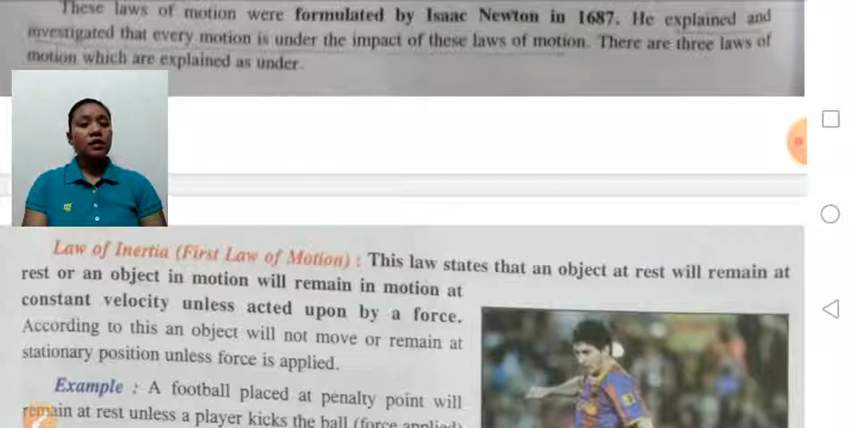 These laws of motion were formulated by Isaac Newton in 1687. He explained and
investigated that every motion is under the impact of these laws of motion. There are three laws of
motion which are explained as under.
Law of Inertia (First Law of Motion) : This law states that an object at rest will remain at
rest or an object in motion will remain in motion at
constant velocity unless acted upon by a force.
According to this an object will not move or remain at
stationary position unless force is applied.
Example : A football placed at penalty point will
remain at rest unless a player kicks the ball (force applied)